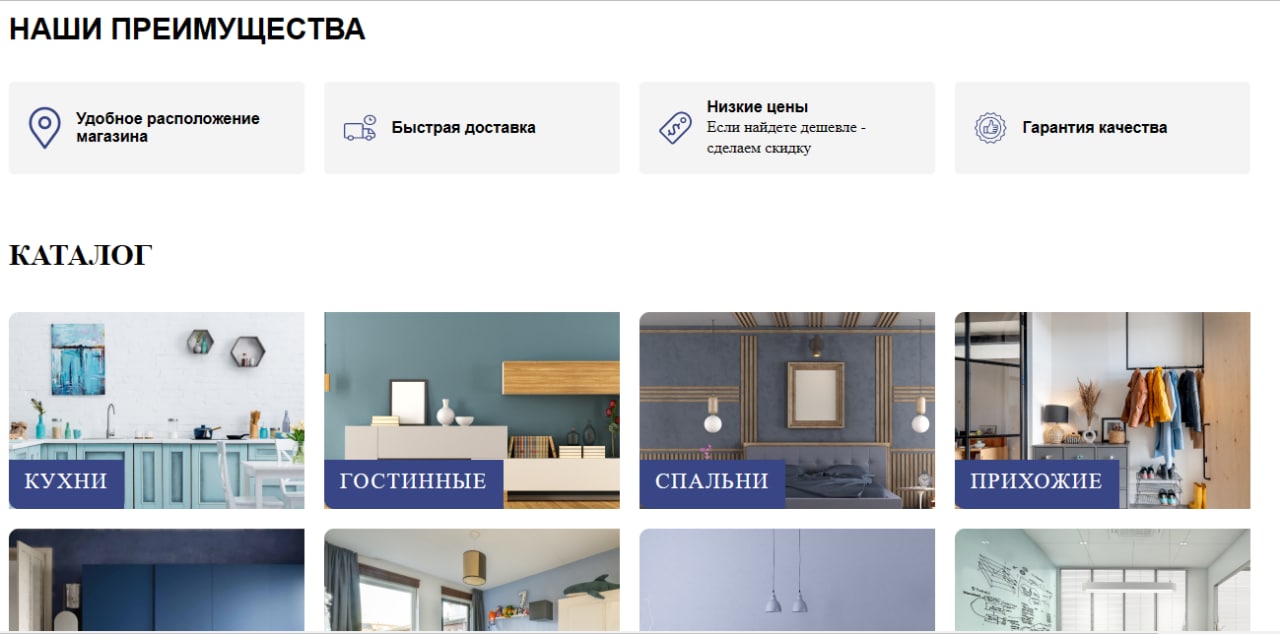 НАШИ ПРЕИМУЩЕСТВА
Удобное расположение
магазина
Быстрая доставка
Низкие цены
Если найдете дешевле -
сделаем скидку
Гарантия качества
КАТАЛОГ
КУХНИ
ГОСТИННЫЕ
СПАЛЬНИ
ПРИХОЖИЕ